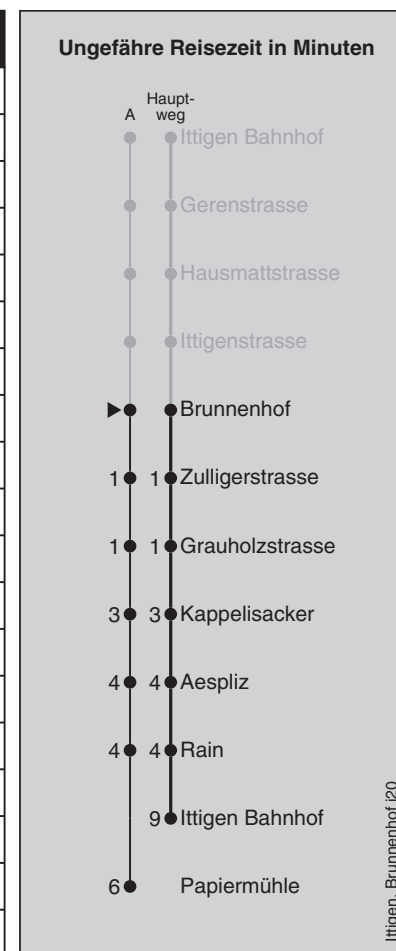 Ungefähre Reisezeit in Minuten
Haupt-
A weg
Ittigen Bahnhof
Gerenstrasse
Hausmattstrasse
Ittigenstrasse
Brunnenhof
1 1 Zulligerstrasse
1 1 Grauholzstrasse
3 3 Kappelisacker
4 4 Aespliz
4 4 Rain
9 Ittigen Bahnhof
6 Papiermühle
Ittigen, Brunnenhof i20